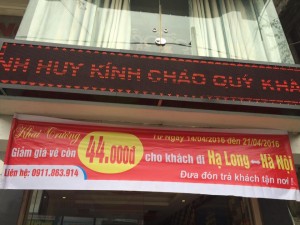 NH HUY KÍNH CHÀO QUÝ KHÁ
Khai Trương Từ Ngày 14/04/2016 đến 21/04/2016
Giảm giá vé còn 44.000đ cho khách đi Hạ Long - Hà Nội
Liên hệ: 0911.863.914 Đưa đón trả khách tận nơi !